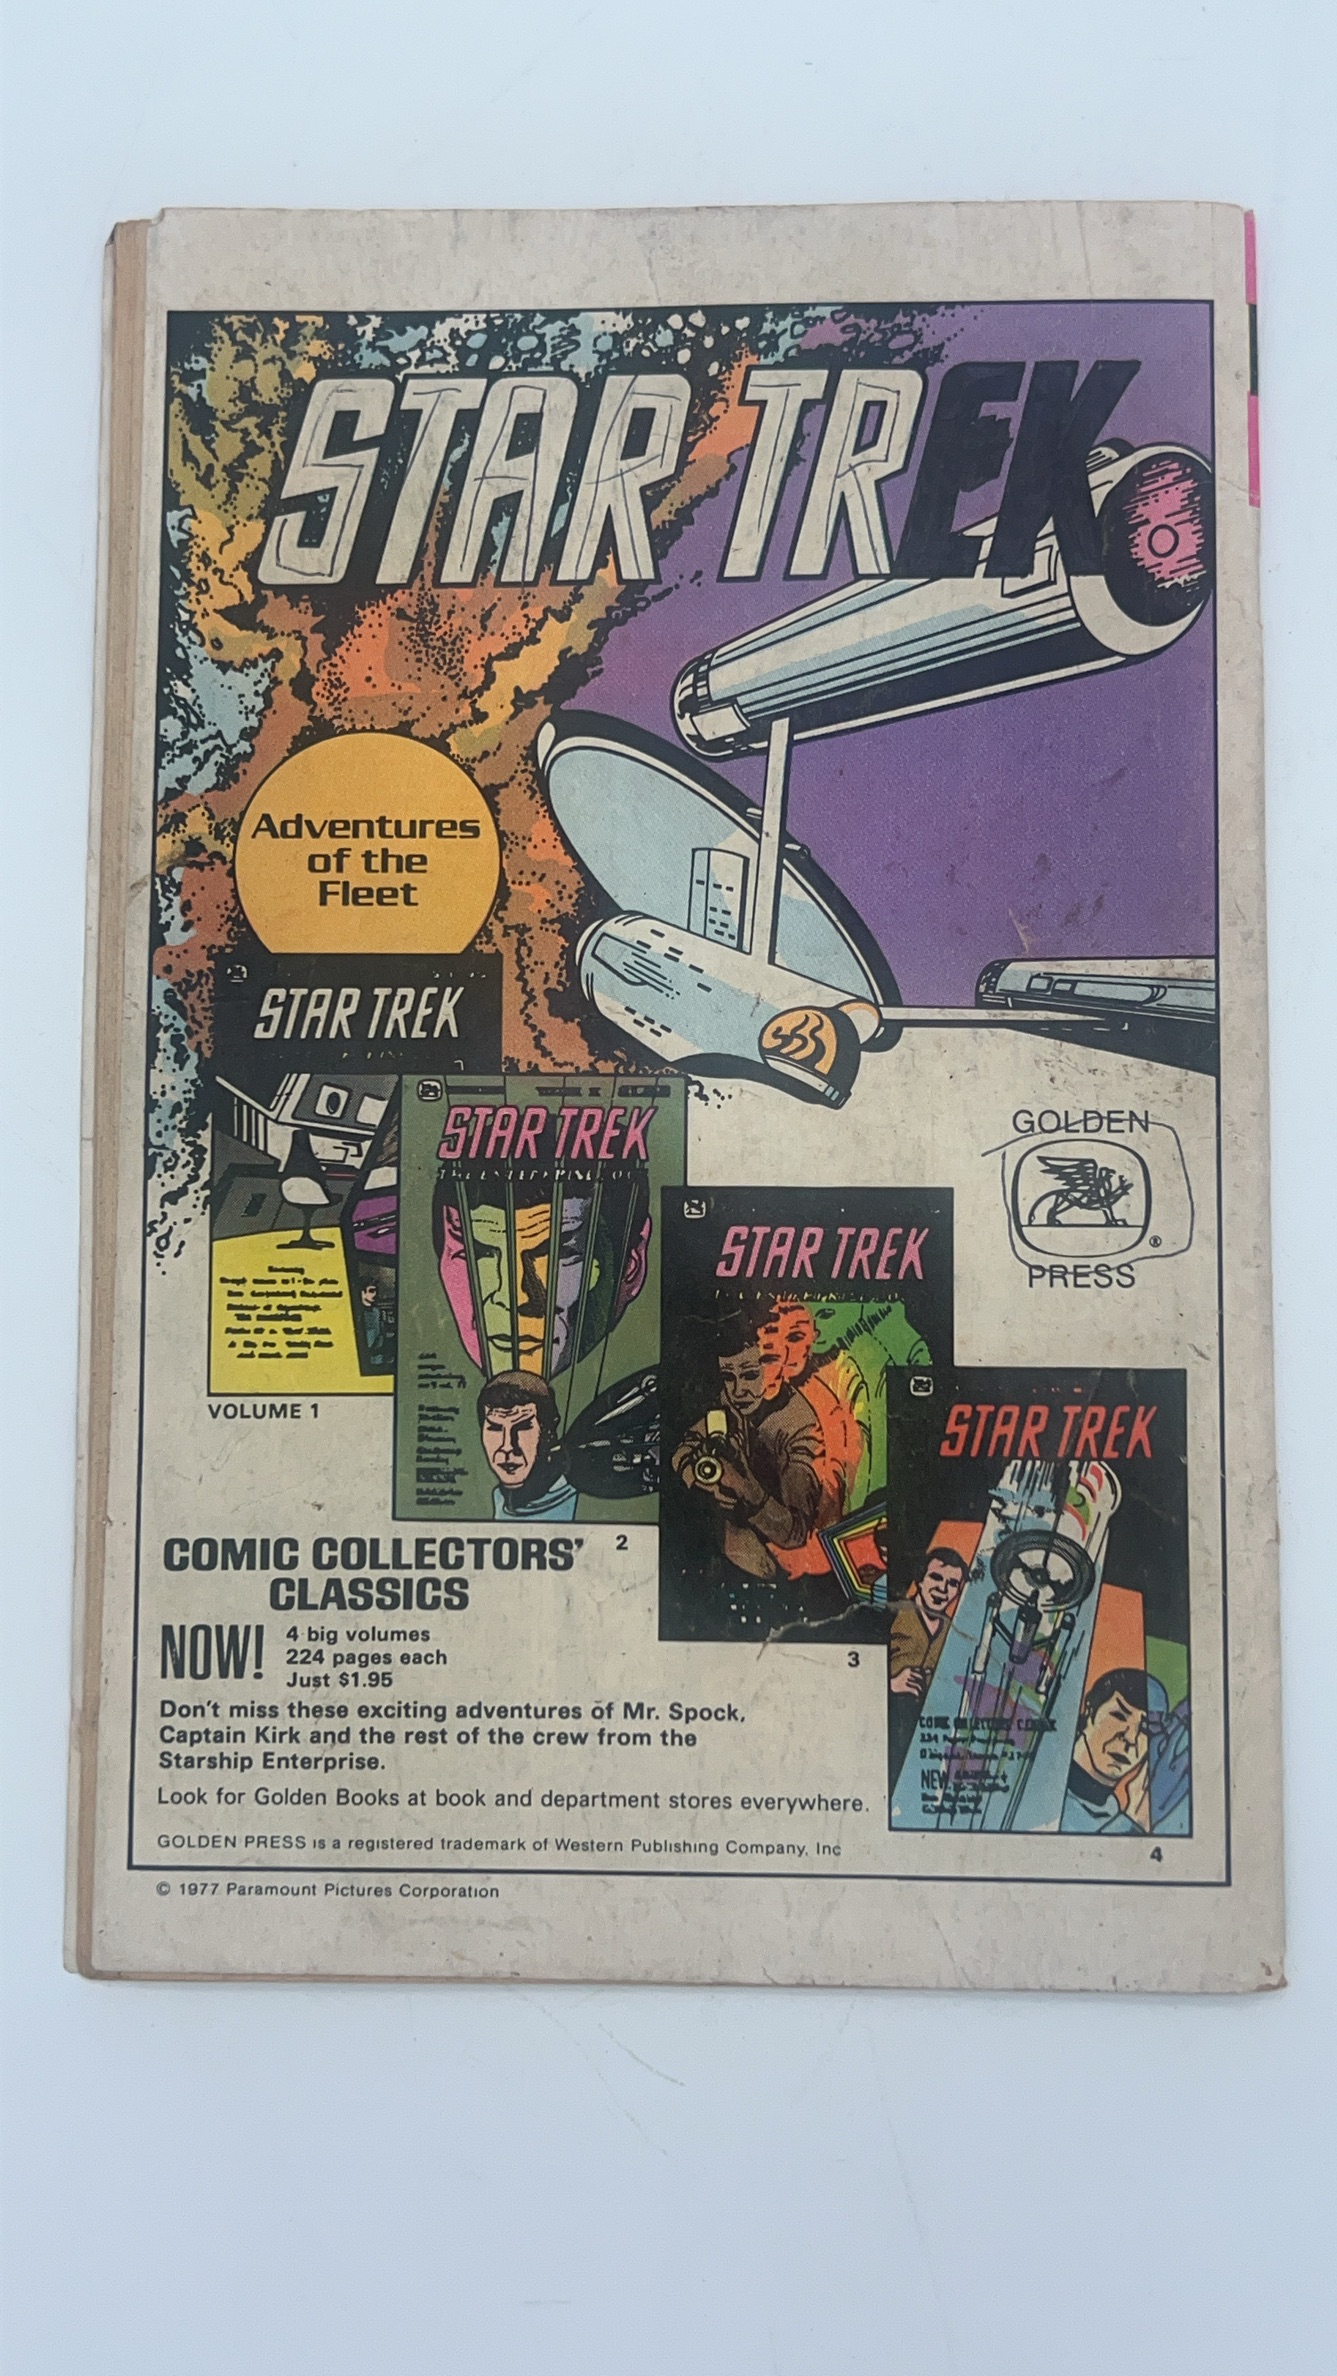 STAR TREK
Adventures
of the
Fleet
STAR TREK
STAR TREK
STAR TREK
STAR TREK
GOLDEN
®
PRESS
VOLUME 1
2
3
4
COMIC COLLECTORS'
CLASSICS
NOW!
4 big volumes
224 pages each
Just $1.95
Don't miss these exciting adventures of Mr. Spock,
Captain Kirk and the rest of the crew from the
Starship Enterprise.
Look for Golden Books at book and department stores everywhere.
GOLDEN PRESS is a registered trademark of Western Publishing Company, Inc
© 1977 Paramount Pictures Corporation
NEW